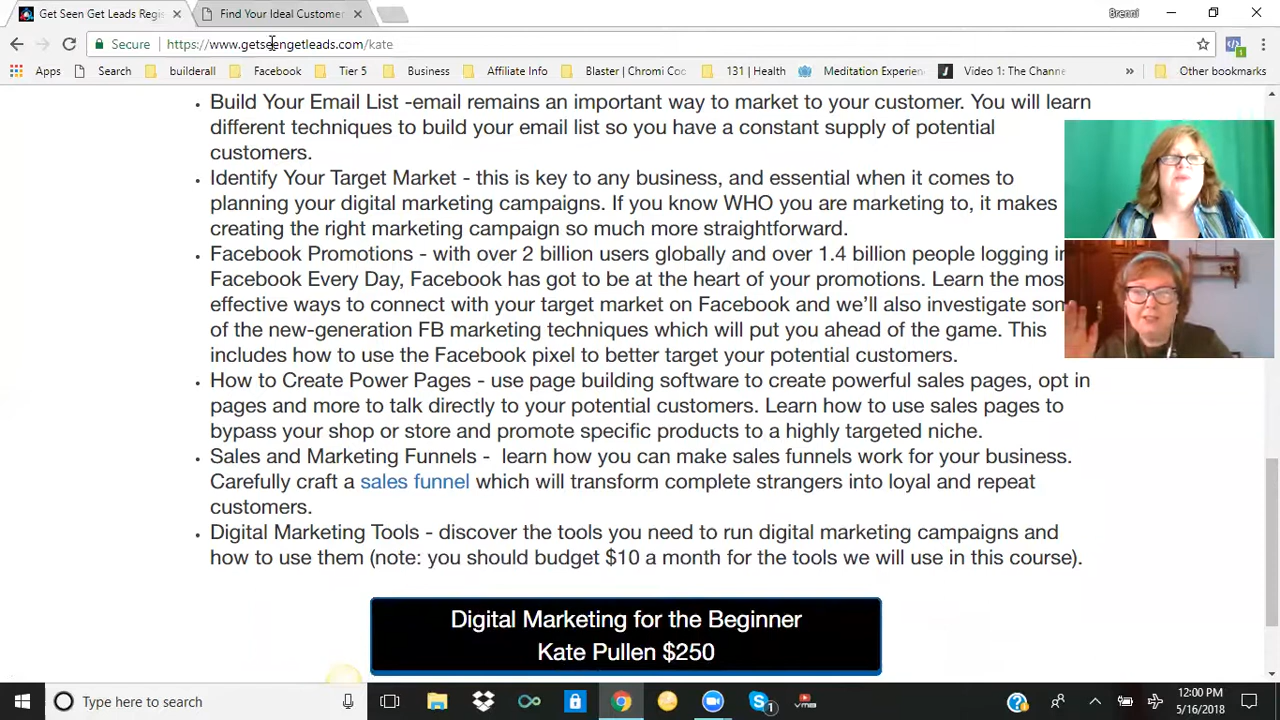 Get Seen Get Leads Regis
Find Your Ideal Customer
Brenni
Secure
https://www.getseengetleads.com/kate
1
Apps
Search
builderall
Facebook
Tier 5
Business
Affiliate Info
Blaster | Chromi Co
131 | Health
Meditation Experien
Video 1: The Chann
»
Other bookmarks
Build Your Email List -email remains an important way to market to your customer. You will learn
different techniques to build your email list so you have a constant supply of potential
customers.
Identify Your Target Market - this is key to any business, and essential when it comes to
planning your digital marketing campaigns. If you know WHO you are marketing to, it makes
creating the right marketing campaign so much more straightforward.
Facebook Promotions - with over 2 billion users globally and over 1.4 billion people logging in
Facebook Every Day, Facebook has got to be at the heart of your promotions. Learn the mos
effective ways to connect with your target market on Facebook and we'll also investigate som
of the new-generation FB marketing techniques which will put you ahead of the game. This
includes how to use the Facebook pixel to better target your potential customers.
How to Create Power Pages - use page building software to create powerful sales pages, opt in
pages and more to talk directly to your potential customers. Learn how to use sales pages to
bypass your shop or store and promote specific products to a highly targeted niche.
Sales and Marketing Funnels - learn how you can make sales funnels work for your business.
Carefully craft a sales funnel which will transform complete strangers into loyal and repeat
customers.
Digital Marketing Tools - discover the tools you need to run digital marketing campaigns and
how to use them (note: you should budget $10 a month for the tools we will use in this course).
Digital Marketing for the Beginner
Kate Pullen $250
Type here to search
1
12:00 PM
5/16/2018